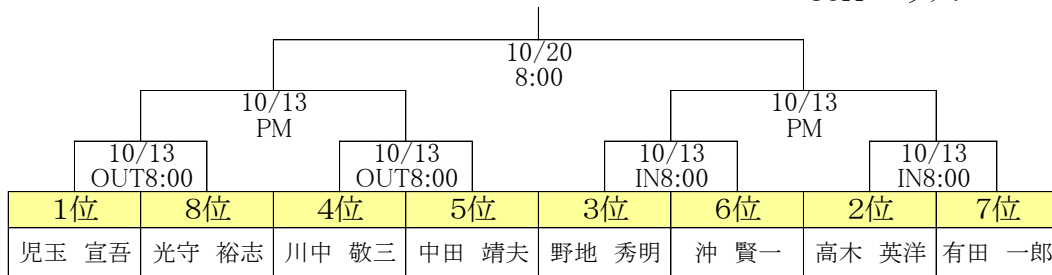 10/20
8:00
10/13 10/13
PM PM
10/13 10/13 10/13 10/13
OUT8:00 OUT8:00 IN8:00 IN8:00
1位 8位 4位 5位 3位 6位 2位 7位
児玉 宣吾 光守 裕志 川中 敬三 中田 靖夫 野地 秀明 沖 賢一 高木 英洋 有田 一郎